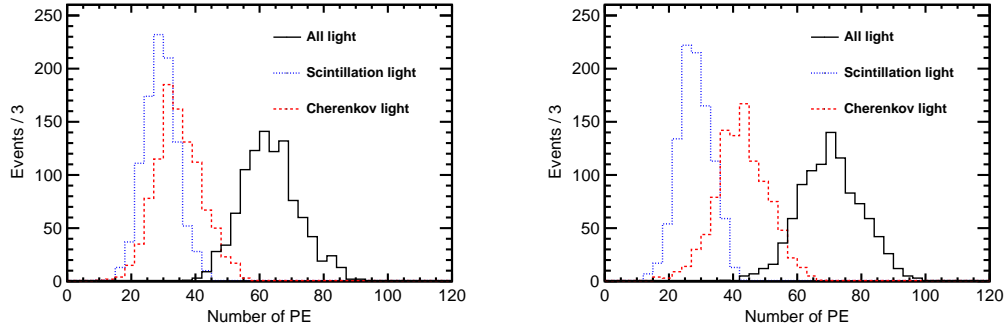 Events / 3
250
200
150
100
50
0
All light
Scintillation light
Cherenkov light
0 20 40 60 80 100 120
Number of PE
Events / 3
250
200
150
100
50
0
All light
Scintillation light
Cherenkov light
0 20 40 60 80 100 120
Number of PE